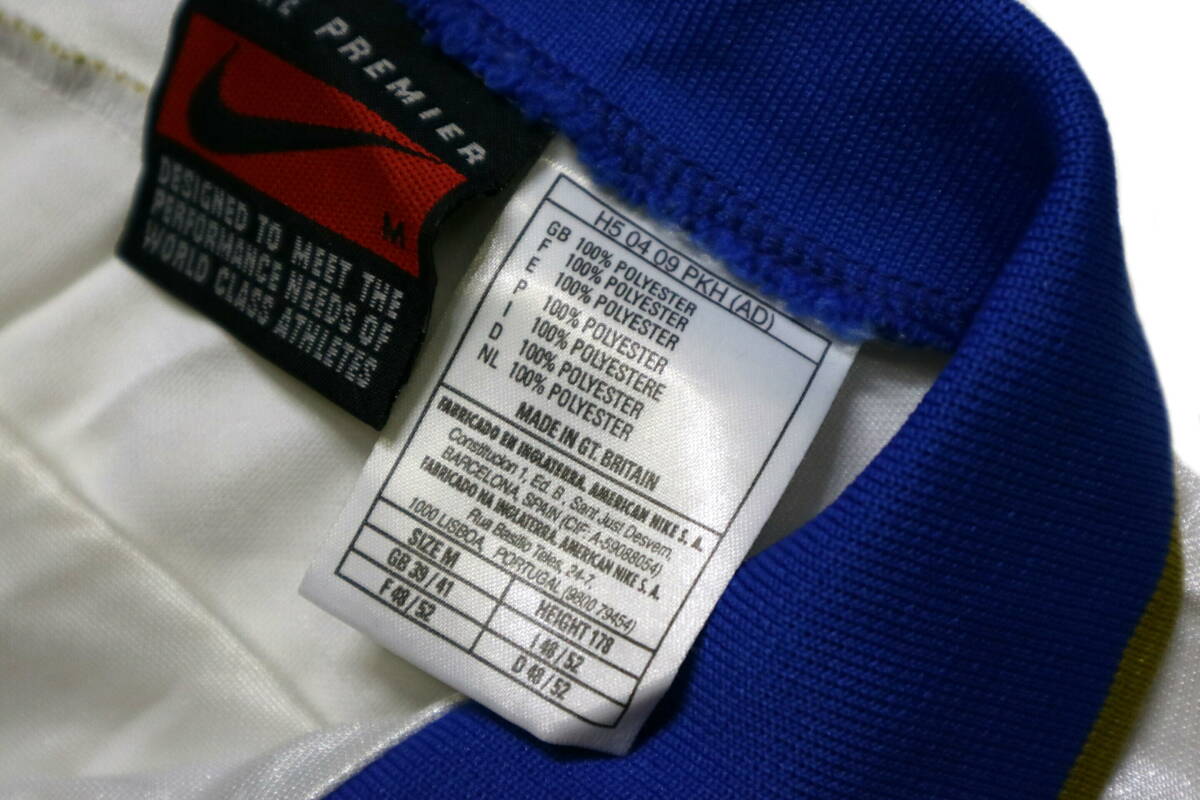 PREMIER
M
DESIGNED TO MEET THE
PERFORMANCE NEEDS OF
WORLD CLASS ATHLETES
H5 04 09 PKH (AD)
GB 100% POLYESTER
F 100% POLYESTER
E 100% POLYESTER
P 100% POLYESTER
I 100% POLYESTERE
D 100% POLYESTER
NL 100% POLYESTER
MADE IN GT. BRITAIN
FABRICADO EN INGLATERRA. AMERICAN NIKE S. A.
Constitucion 1, Ed. B, Sant Just Desvern,
BARCELONA, SPAIN (CIF: A-59088054)
FABRICADO NA INGLATERRA. AMERICAN NIKE S. A.
Rua Basilio Teles, 24-7,
1000 LISBOA, PORTUGAL (9800 79454)
SIZE M HEIGHT 178
GB 39 / 41 I 48 / 52
F 48 / 52 D 48 / 52